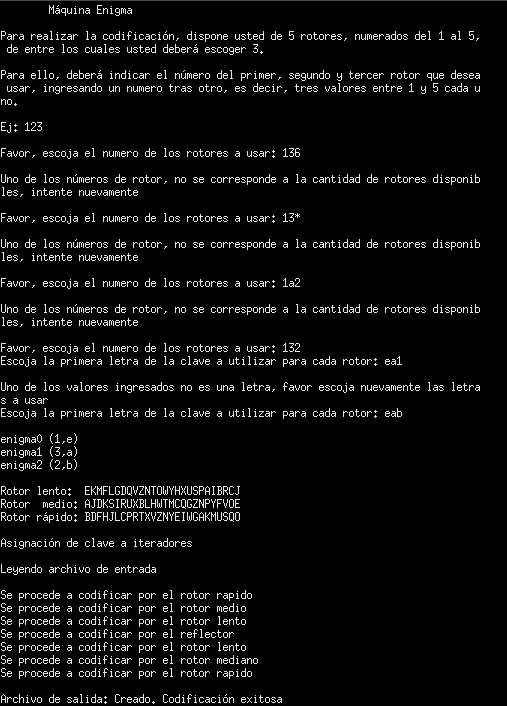 Máquina Enigma
Para realizar la codificación, dispone usted de 5 rotores, numerados del 1 al 5,
de entre los cuales usted deberá escoger 3.
Para ello, deberá indicar el número del primer, segundo y tercer rotor que desea
usar, ingresando un numero tras otro, es decir, tres valores entre 1 y 5 cada u
no.
Ej: 123
Favor, escoja el numero de los rotores a usar: 136
Uno de los números de rotor, no se corresponde a la cantidad de rotores disponib
les, intente nuevamente
Favor, escoja el numero de los rotores a usar: 13*
Uno de los números de rotor, no se corresponde a la cantidad de rotores disponib
les, intente nuevamente
Favor, escoja el numero de los rotores a usar: 1a2
Uno de los números de rotor, no se corresponde a la cantidad de rotores disponib
les, intente nuevamente
Favor, escoja el numero de los rotores a usar: 132
Escoja la primera letra de la clave a utilizar para cada rotor: ea1
Uno de los valores ingresados no es una letra, favor escoja nuevamente las letra
s a usar
Escoja la primera letra de la clave a utilizar para cada rotor: eab
enigma0 (1,e)
enigma1 (3,a)
enigma2 (2,b)
Rotor lento:  EKMFLGDQVZNTOWYHXUSPAIBRCJ
Rotor  medio: AJDKSIRUXBLHWTMCQGZNPYFVOE
Rotor rápido: BDFHJLCPRTXVZNYEIWGAKMUSQO
Asignación de clave a iteradores
Leyendo archivo de entrada
Se procede a codificar por el rotor rapido
Se procede a codificar por el rotor medio
Se procede a codificar por el rotor lento
Se procede a codificar por el reflector
Se procede a codificar por el rotor lento
Se procede a codificar por el rotor mediano
Se procede a codificar por el rotor rapido
Archivo de salida: Creado. Codificación exitosa